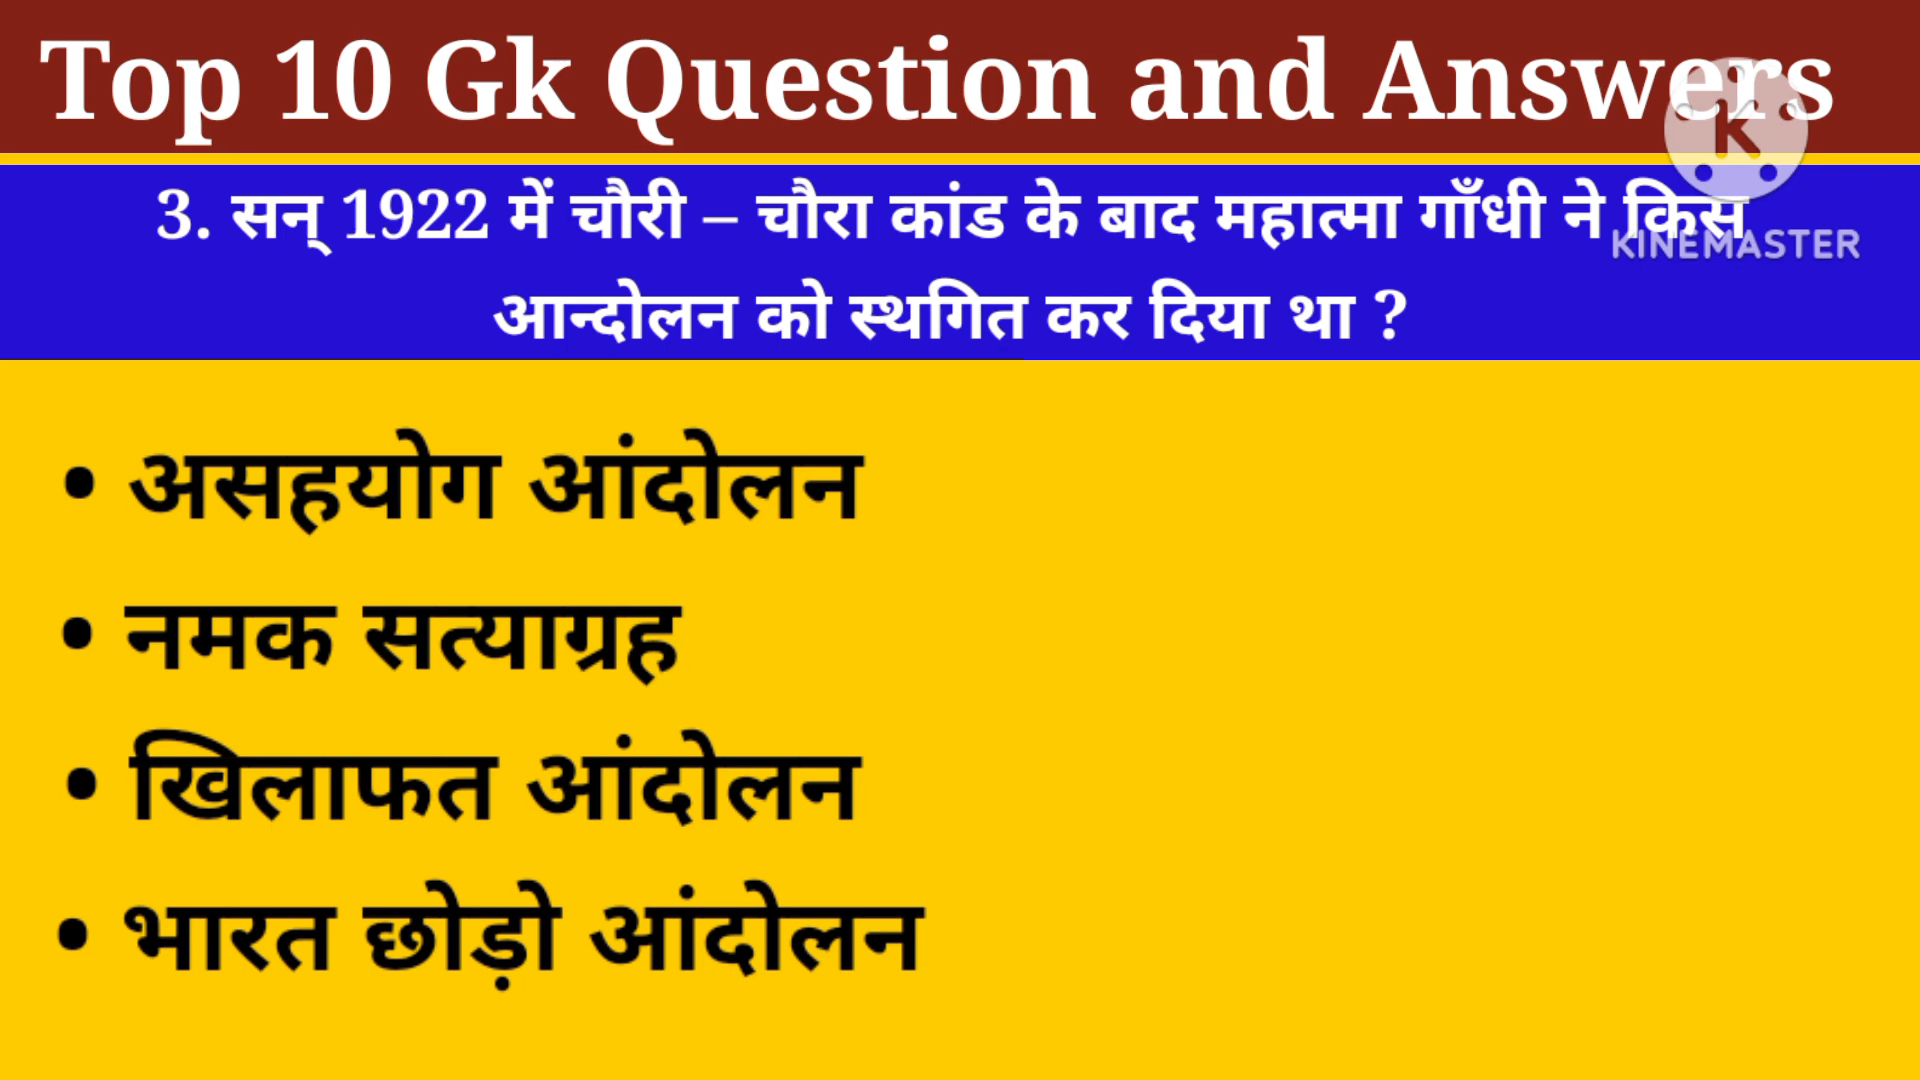 Top 10 Gk Question and Answers
3. सन् 1922 में चौरी – चौरा कांड के बाद महात्मा गाँधी ने किस
KINEMASTER
आन्दोलन को स्थगित कर दिया था ?
• असहयोग आंदोलन
• नमक सत्याग्रह
• खिलाफत आंदोलन
• भारत छोड़ो आंदोलन